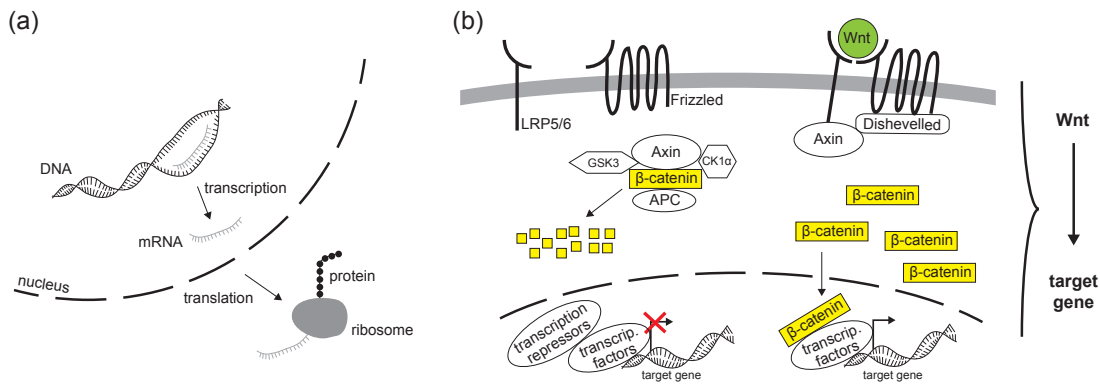 (a)
DNA
transcription
mRNA
nucleus
translation
protein
ribosome
(b)
LRP5/6
Frizzled
GSK3
Axin
CK1α
β-catenin
APC
transcription
repressors
transcrip.
factors
target gene
Wnt
Axin
Dishevelled
β-catenin
β-catenin
β-catenin
β-catenin
β-catenin
transcrip.
factors
target gene
Wnt
target
gene